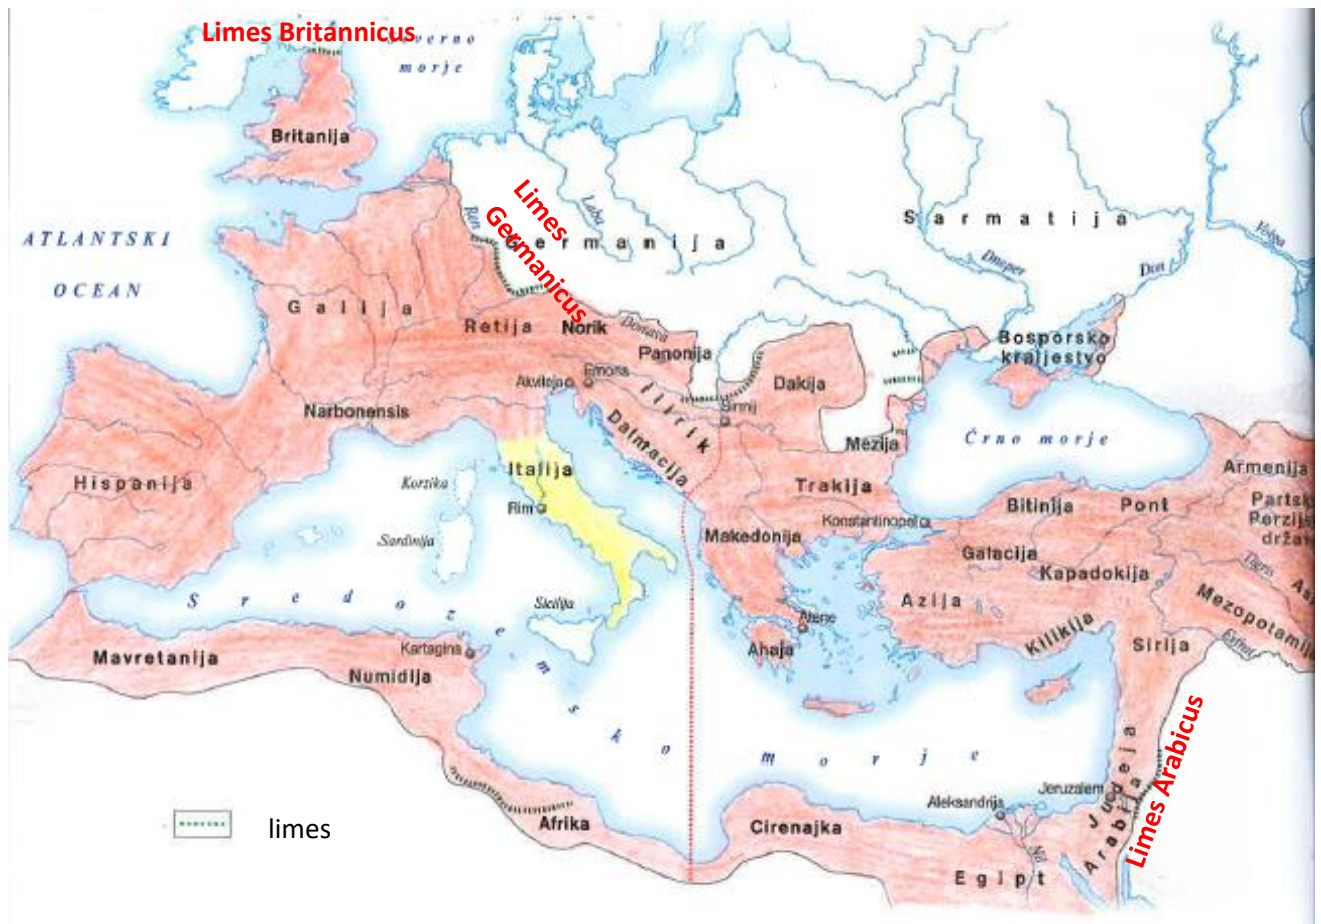 Limes Britannicus
morje
Britanija
Limes
Germanicus
Ren
Laba
Germanija
Sarmatija
Dneper
Don
Volga
ATLANTSKI
OCEAN
Galija
Retija
Norik
Donava
Panonija
Bosporsko
kraljestvo
Akvileja
Emona
Dakija
Narbonensis
Ilirik
Sirmij
Dalmacija
Mezija
Črno morje
Italija
Armenija
Hispanija
Korzika
Trakija
Bitinija
Pont
Rim
Konstantinopel
Sardinija
Makedonija
Galacija
Kapadokija
Tigris
Mezopotamija
Sredozemsko morje
Sicilija
Azija
Atene
Kilikija
Evfrat
Mavretanija
Kartagina
Ahaja
Sirija
Numidija
Limes Arabicus
Jeruzalem
Judeja
Arabija
Aleksandrija
limes
Afrika
Cirenajka
Nil
Egipt